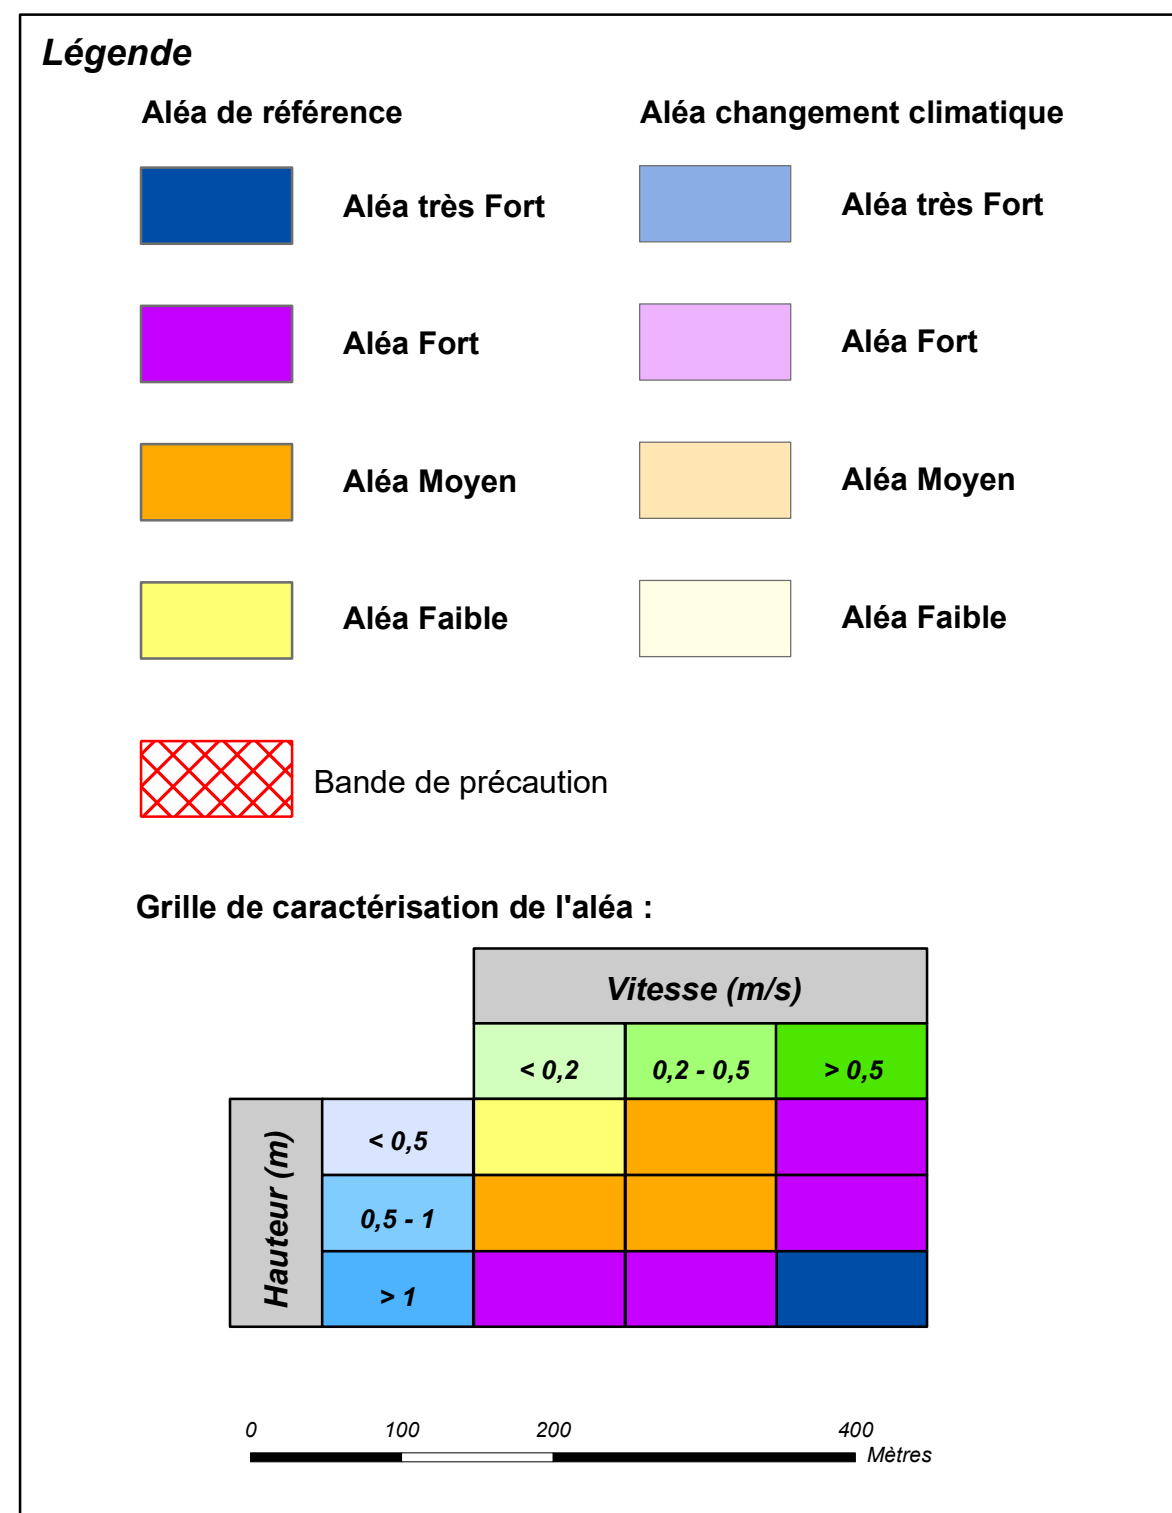 Légende
Aléa de référence
Aléa changement climatique
Aléa très Fort
Aléa très Fort
Aléa Fort
Aléa Fort
Aléa Moyen
Aléa Moyen
Aléa Faible
Aléa Faible
Bande de précaution
Grille de caractérisation de l'aléa :
Vitesse (m/s)
< 0,2
0,2 - 0,5
> 0,5
Hauteur (m)
< 0,5
0,5 - 1
> 1
0 100 200 400
Mètres